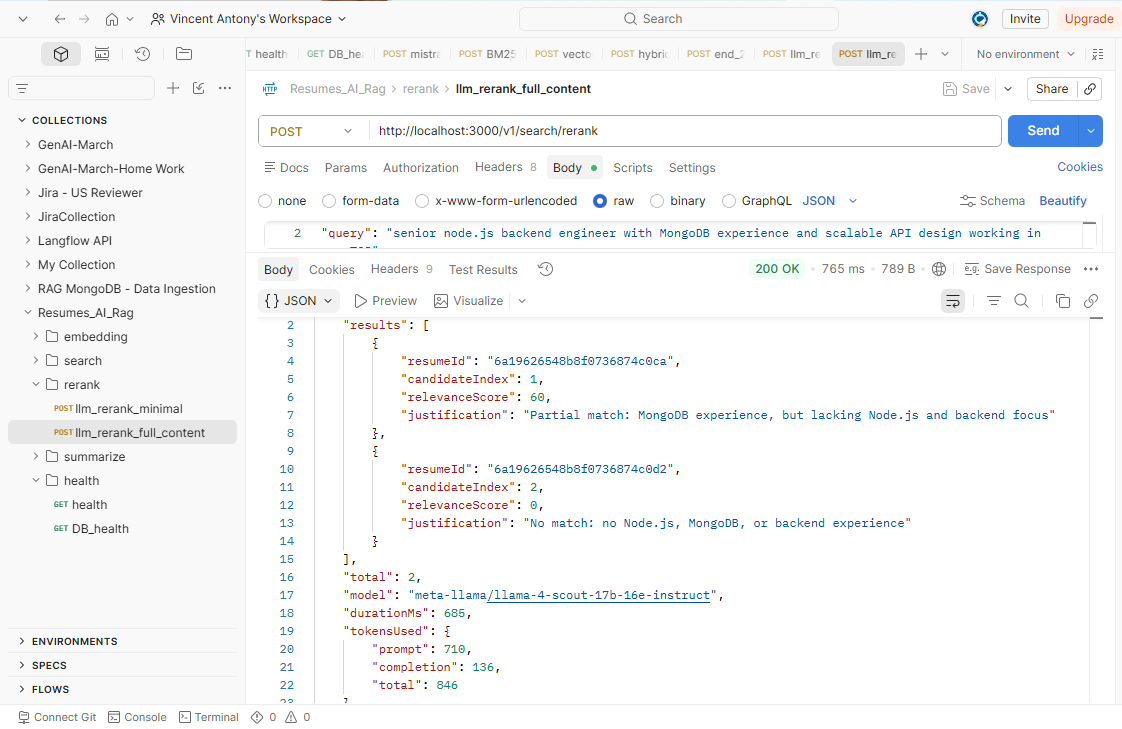 Vincent Antony's Workspace
Search
Invite
Upgrade
health
GET DB_he
POST mistra
POST BM25
POST vecto
POST hybric
POST end_2
POST llm_re
POST llm_re
No environment
Resumes_AI_Rag > rerank > llm_rerank_full_content
Save
Share
COLLECTIONS
GenAI-March
GenAI-March-Home Work
Jira - US Reviewer
JiraCollection
Langflow API
My Collection
RAG MongoDB - Data Ingestion
Resumes_AI_Rag
embedding
search
rerank
POST llm_rerank_minimal
POST llm_rerank_full_content
summarize
health
GET health
GET DB_health
ENVIRONMENTS
SPECS
FLOWS
POST
http://localhost:3000/v1/search/rerank
Send
Docs Params Authorization Headers 8 Body Scripts Settings
Cookies
none form-data x-www-form-urlencoded raw binary GraphQL JSON
Schema Beautify
2 "query": "senior node.js backend engineer with MongoDB experience and scalable API design working in
Body Cookies Headers 9 Test Results
200 OK • 765 ms • 789 B
e.g. Save Response
{} JSON Preview Visualize
2 "results": [
3 {
4 "resumeId": "6a19626548b8f0736874c0ca",
5 "candidateIndex": 1,
6 "relevanceScore": 60,
7 "justification": "Partial match: MongoDB experience, but lacking Node.js and backend focus"
8 },
9 {
10 "resumeId": "6a19626548b8f0736874c0d2",
11 "candidateIndex": 2,
12 "relevanceScore": 0,
13 "justification": "No match: no Node.js, MongoDB, or backend experience"
14 }
15 ],
16 "total": 2,
17 "model": "meta-llama/llama-4-scout-17b-16e-instruct",
18 "durationMs": 685,
19 "tokensUsed": {
20 "prompt": 710,
21 "completion": 136,
22 "total": 846
23
Connect Git Console Terminal 0 0